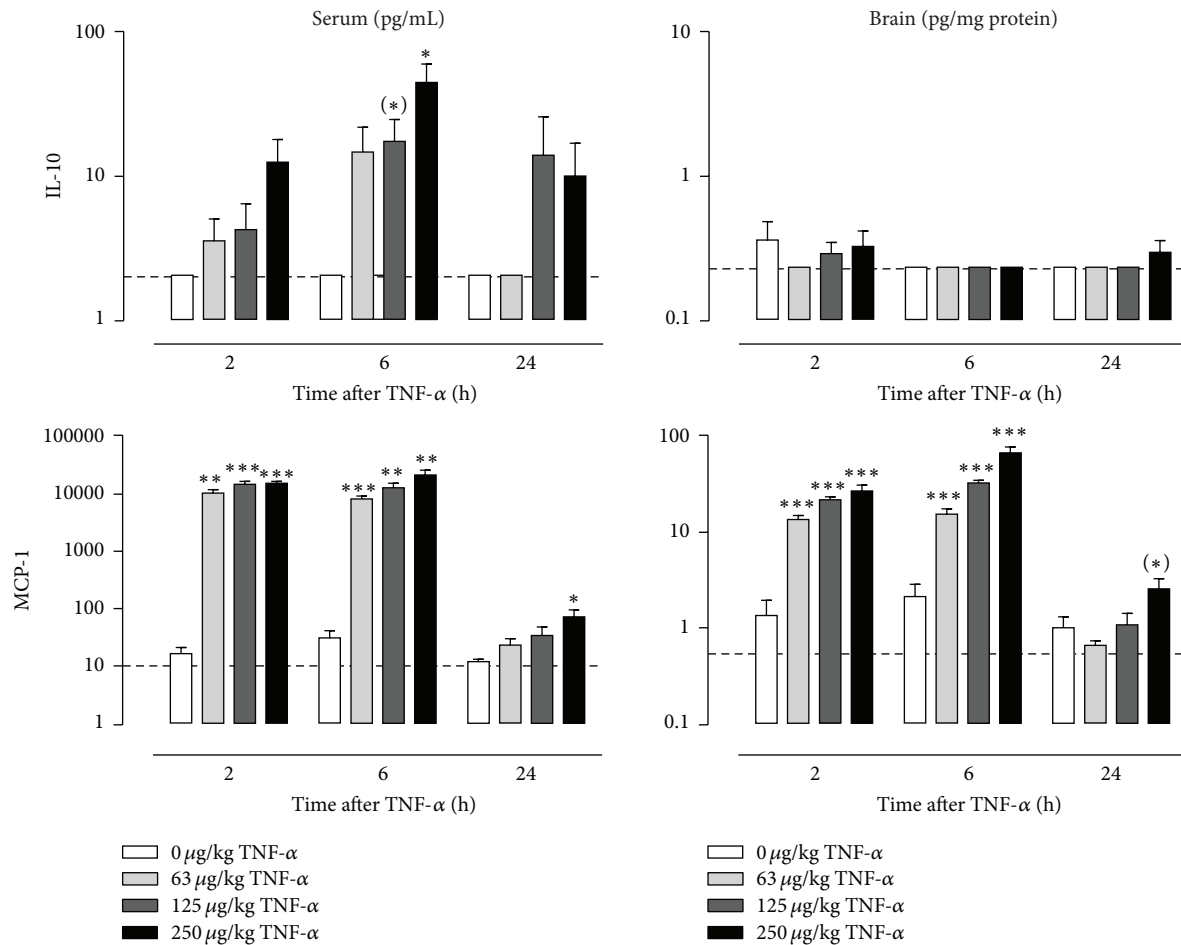 Serum (pg/mL)
Brain (pg/mg protein)
IL-10
100
10
1
*
(*)
2
6
24
Time after TNF-α (h)
10
1
0.1
2
6
24
Time after TNF-α (h)
MCP-1
100000
10000
1000
100
10
1
** *** ***
*** ** **
*
2
6
24
Time after TNF-α (h)
100
10
1
0.1
*** *** ***
*** *** ***
(*)
2
6
24
Time after TNF-α (h)
0 μg/kg TNF-α
63 μg/kg TNF-α
125 μg/kg TNF-α
250 μg/kg TNF-α
0 μg/kg TNF-α
63 μg/kg TNF-α
125 μg/kg TNF-α
250 μg/kg TNF-α